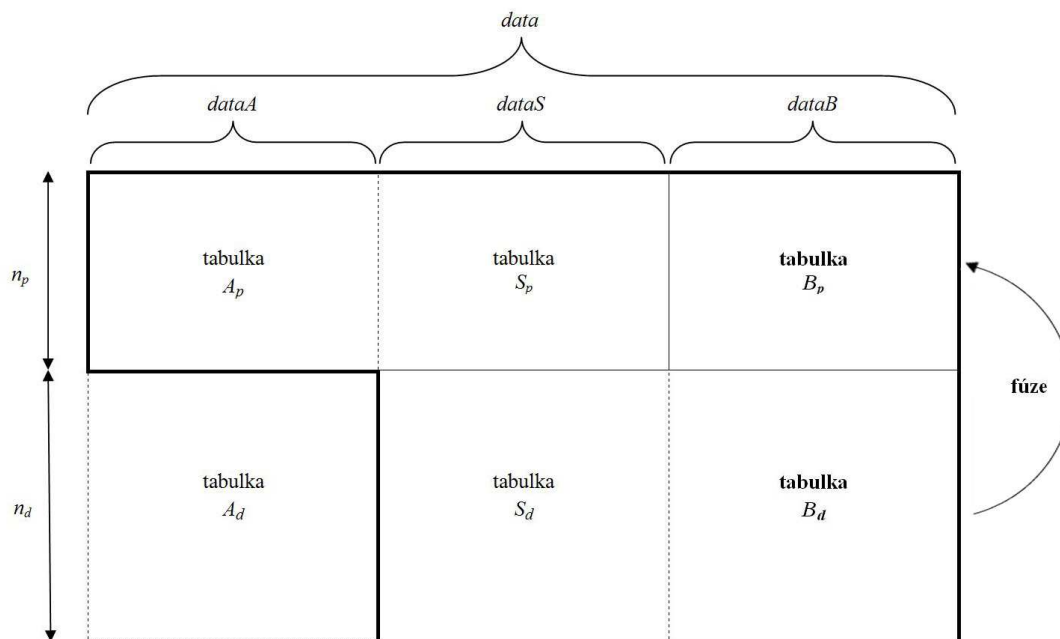 data
dataA
dataS
dataB
n_p
tabulka
A_p
tabulka
S_p
tabulka
B_p
fúze
n_d
tabulka
A_d
tabulka
S_d
tabulka
B_d